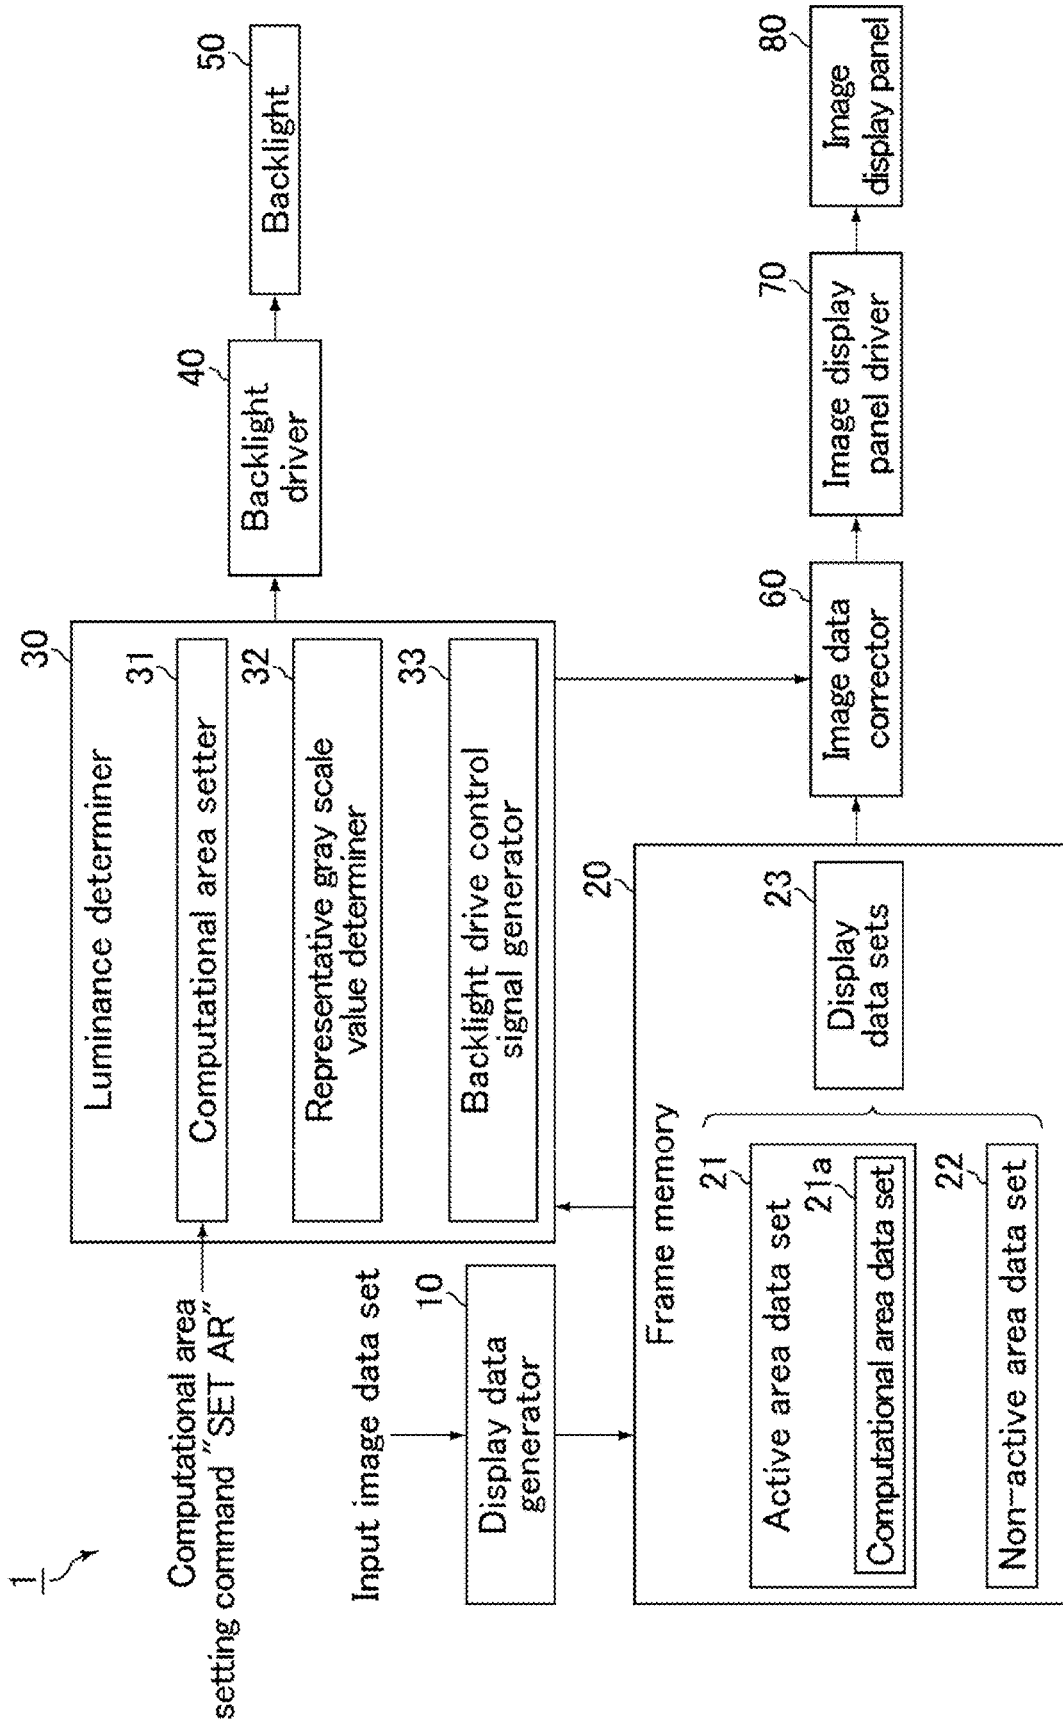 1
Computational area
setting command "SET AR"
30
Luminance determiner
31
Computational area setter
32
Representative gray scale
value determiner
33
Backlight drive control
signal generator
40
Backlight
driver
50
Backlight
Input image data set
10
Display data
generator
20
Frame memory
21
Active area data set
21a
Computational area data set
22
Non-active area data set
23
Display
data sets
60
Image data
corrector
70
Image display
panel driver
80
Image
display panel